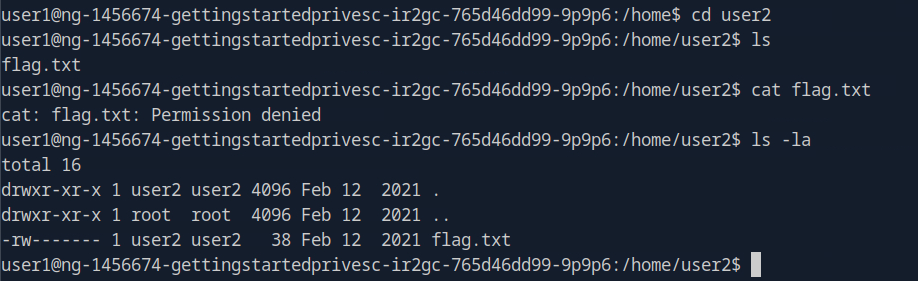 user1@ng-1456674-gettingstartedprivesc-ir2gc-765d46dd99-9p9p6:/home$ cd user2
user1@ng-1456674-gettingstartedprivesc-ir2gc-765d46dd99-9p9p6:/home/user2$ ls
flag.txt
user1@ng-1456674-gettingstartedprivesc-ir2gc-765d46dd99-9p9p6:/home/user2$ cat flag.txt
cat: flag.txt: Permission denied
user1@ng-1456674-gettingstartedprivesc-ir2gc-765d46dd99-9p9p6:/home/user2$ ls -la
total 16
drwxr-xr-x 1 user2 user2 4096 Feb 12  2021 .
drwxr-xr-x 1 root  root  4096 Feb 12  2021 ..
-rw------- 1 user2 user2   38 Feb 12  2021 flag.txt
user1@ng-1456674-gettingstartedprivesc-ir2gc-765d46dd99-9p9p6:/home/user2$